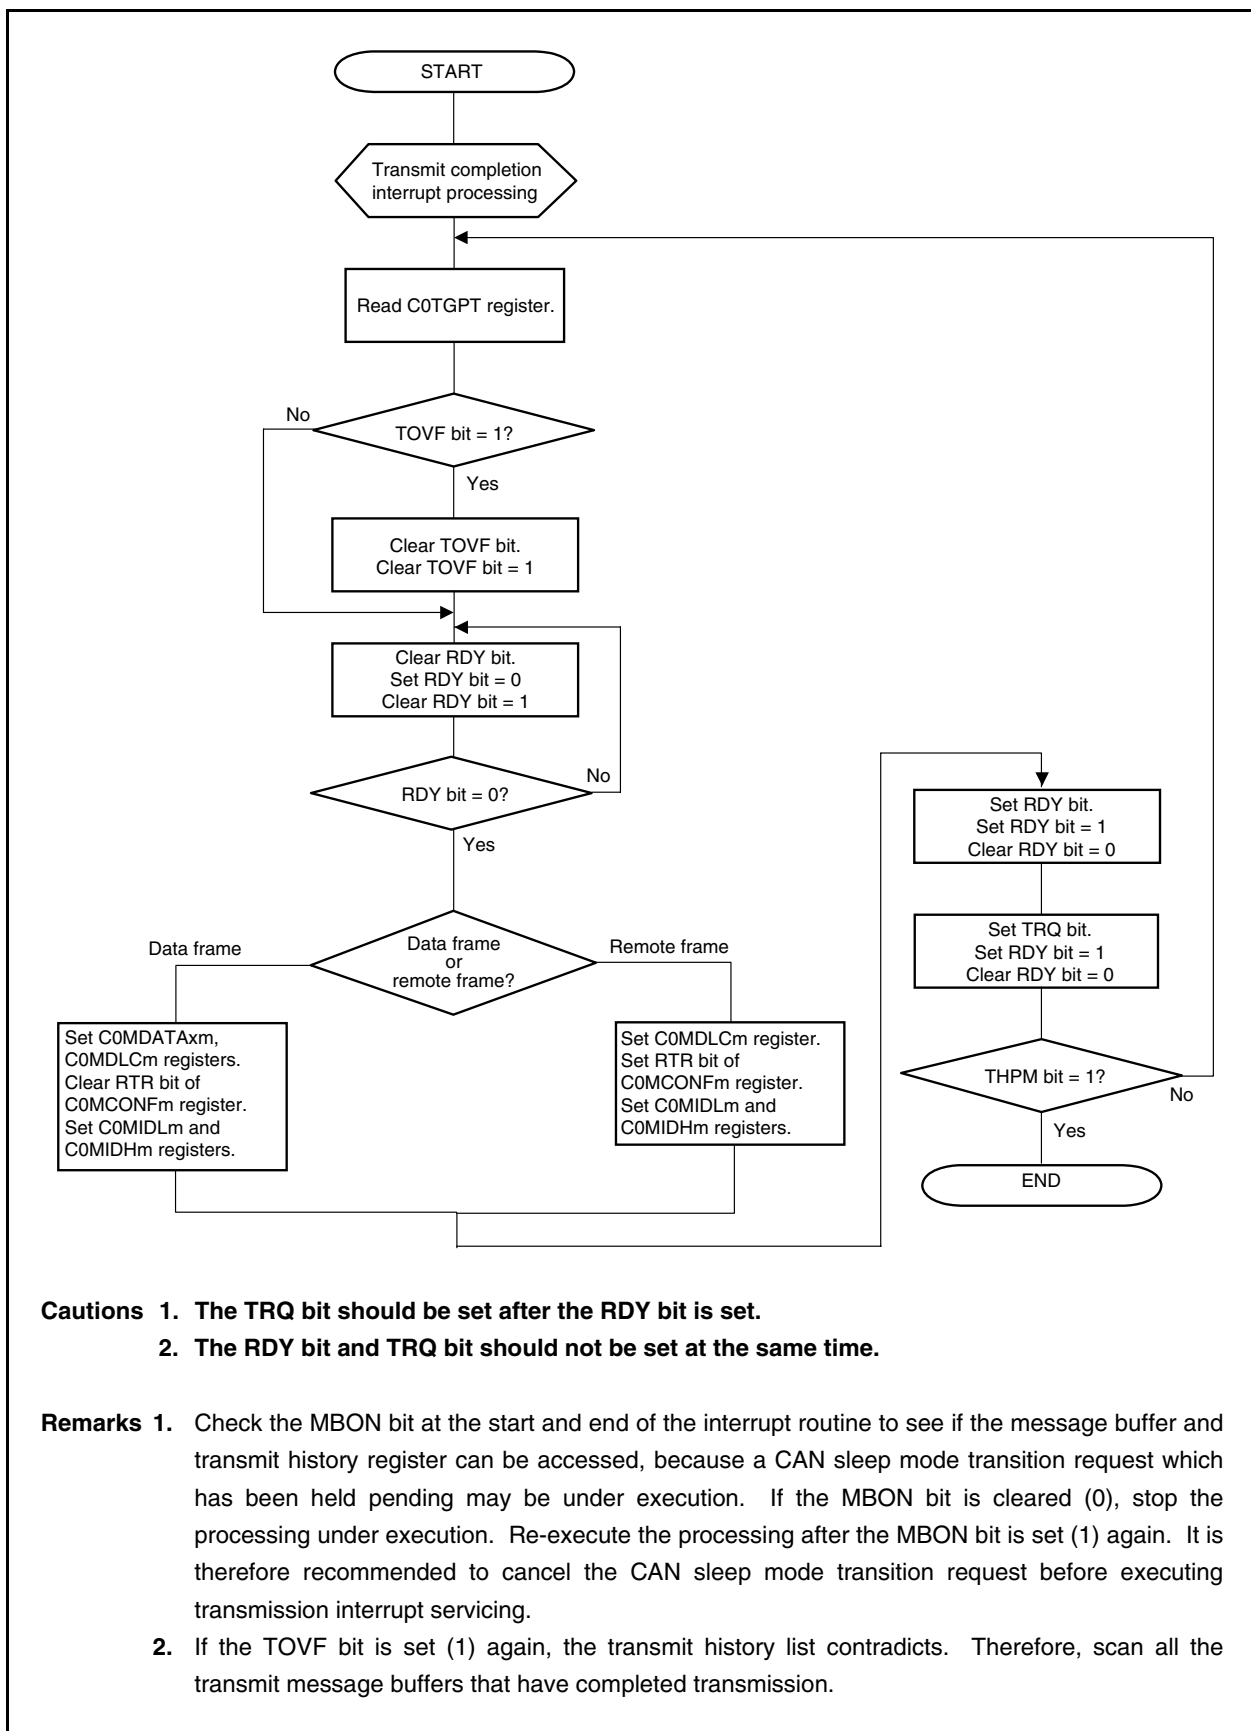 START
Transmit completion
interrupt processing
Read C0TGPT register.
No
TOVF bit = 1?
Yes
Clear TOVF bit.
Clear TOVF bit = 1
Clear RDY bit.
Set RDY bit = 0
Clear RDY bit = 1
No
RDY bit = 0?
Yes
Data frame
Data frame
or
remote frame?
Remote frame
Set C0MDATAxm,
C0MDLCm registers.
Clear RTR bit of
C0MCONFm register.
Set C0MIDLm and
C0MIDHm registers.
Set C0MDLCm register.
Set RTR bit of
C0MCONFm register.
Set C0MIDLm and
C0MIDHm registers.
Set RDY bit.
Set RDY bit = 1
Clear RDY bit = 0
Set TRQ bit.
Set RDY bit = 1
Clear RDY bit = 0
THPM bit = 1?
No
Yes
END
Cautions 1. The TRQ bit should be set after the RDY bit is set.
2. The RDY bit and TRQ bit should not be set at the same time.
Remarks 1. Check the MBON bit at the start and end of the interrupt routine to see if the message buffer and
transmit history register can be accessed, because a CAN sleep mode transition request which
has been held pending may be under execution. If the MBON bit is cleared (0), stop the
processing under execution. Re-execute the processing after the MBON bit is set (1) again. It is
therefore recommended to cancel the CAN sleep mode transition request before executing
transmission interrupt servicing.
2. If the TOVF bit is set (1) again, the transmit history list contradicts. Therefore, scan all the
transmit message buffers that have completed transmission.